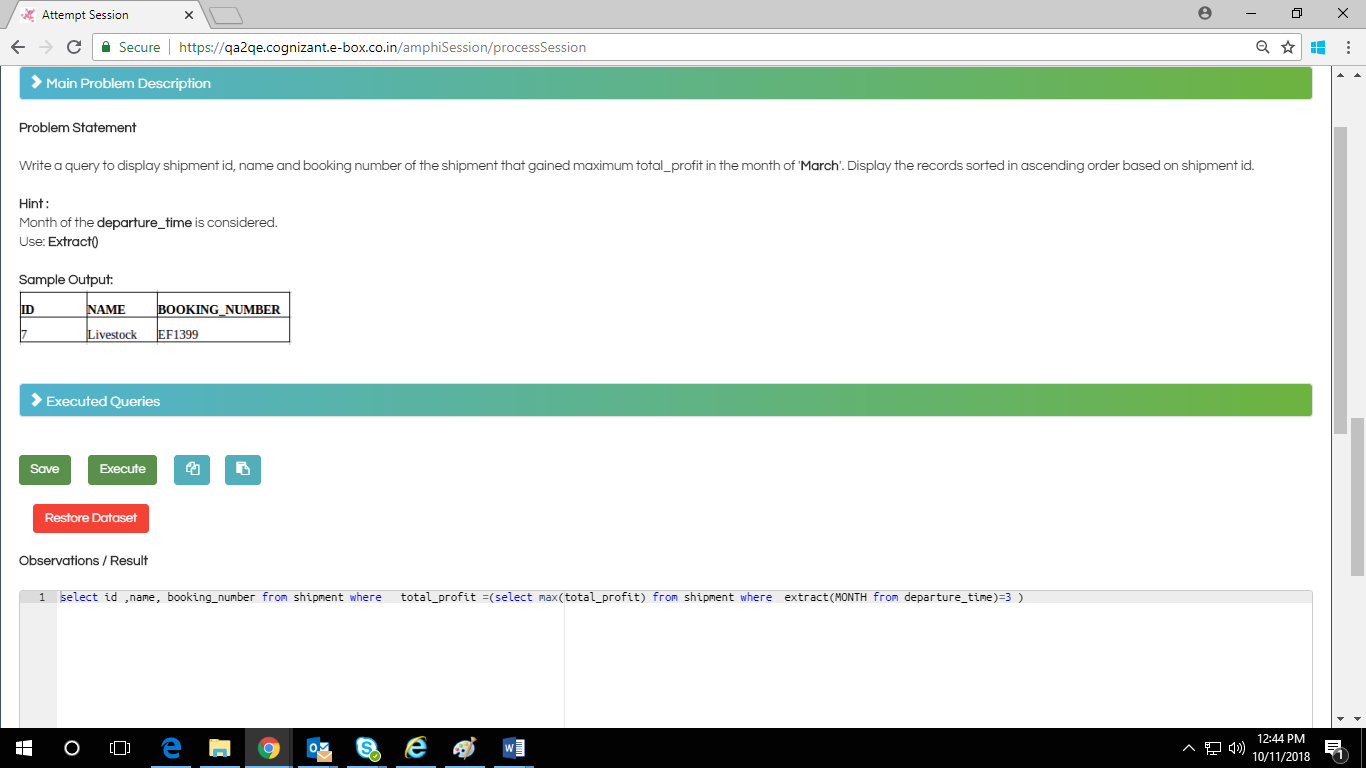 Attempt Session
Secure https://qa2qe.cognizant.e-box.co.in/amphiSession/processSession
Main Problem Description
Problem Statement
Write a query to display shipment id, name and booking number of the shipment that gained maximum total_profit in the month of 'March'. Display the records sorted in ascending order based on shipment id.
Hint :
Month of the departure_time is considered.
Use: Extract()
Sample Output:
ID NAME BOOKING_NUMBER
7 Livestock EF1399
Executed Queries
Save Execute
Restore Dataset
Observations / Result
1 select id ,name, booking_number from shipment where total_profit =(select max(total_profit) from shipment where extract(MONTH from departure_time)=3 )
12:44 PM
10/11/2018
1